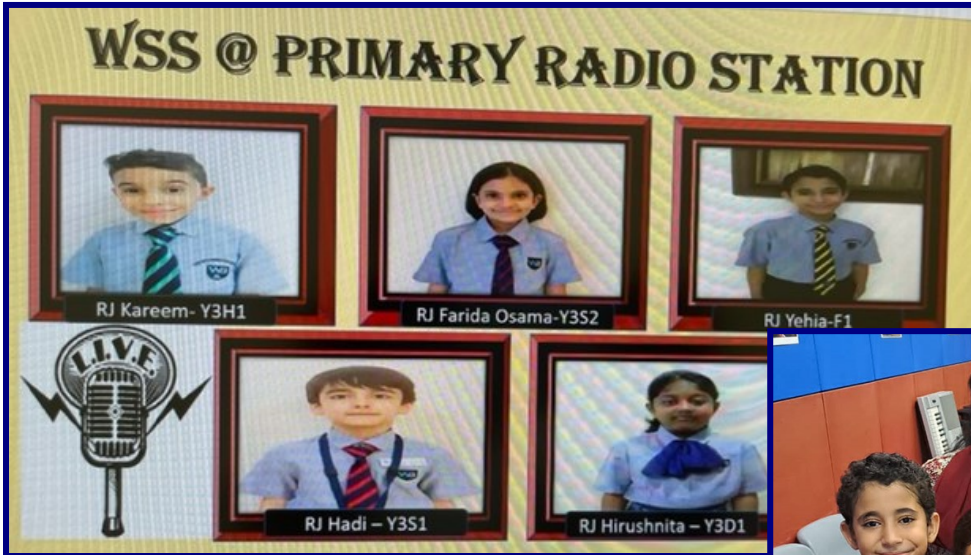 WSS @ PRIMARY RADIO STATION
RJ Kareem- Y3H1
RJ Farida Osama-Y3S2
RJ Yehia-F1
L.I.V.E.
RJ Hadi – Y3S1
RJ Hirushnita – Y3D1